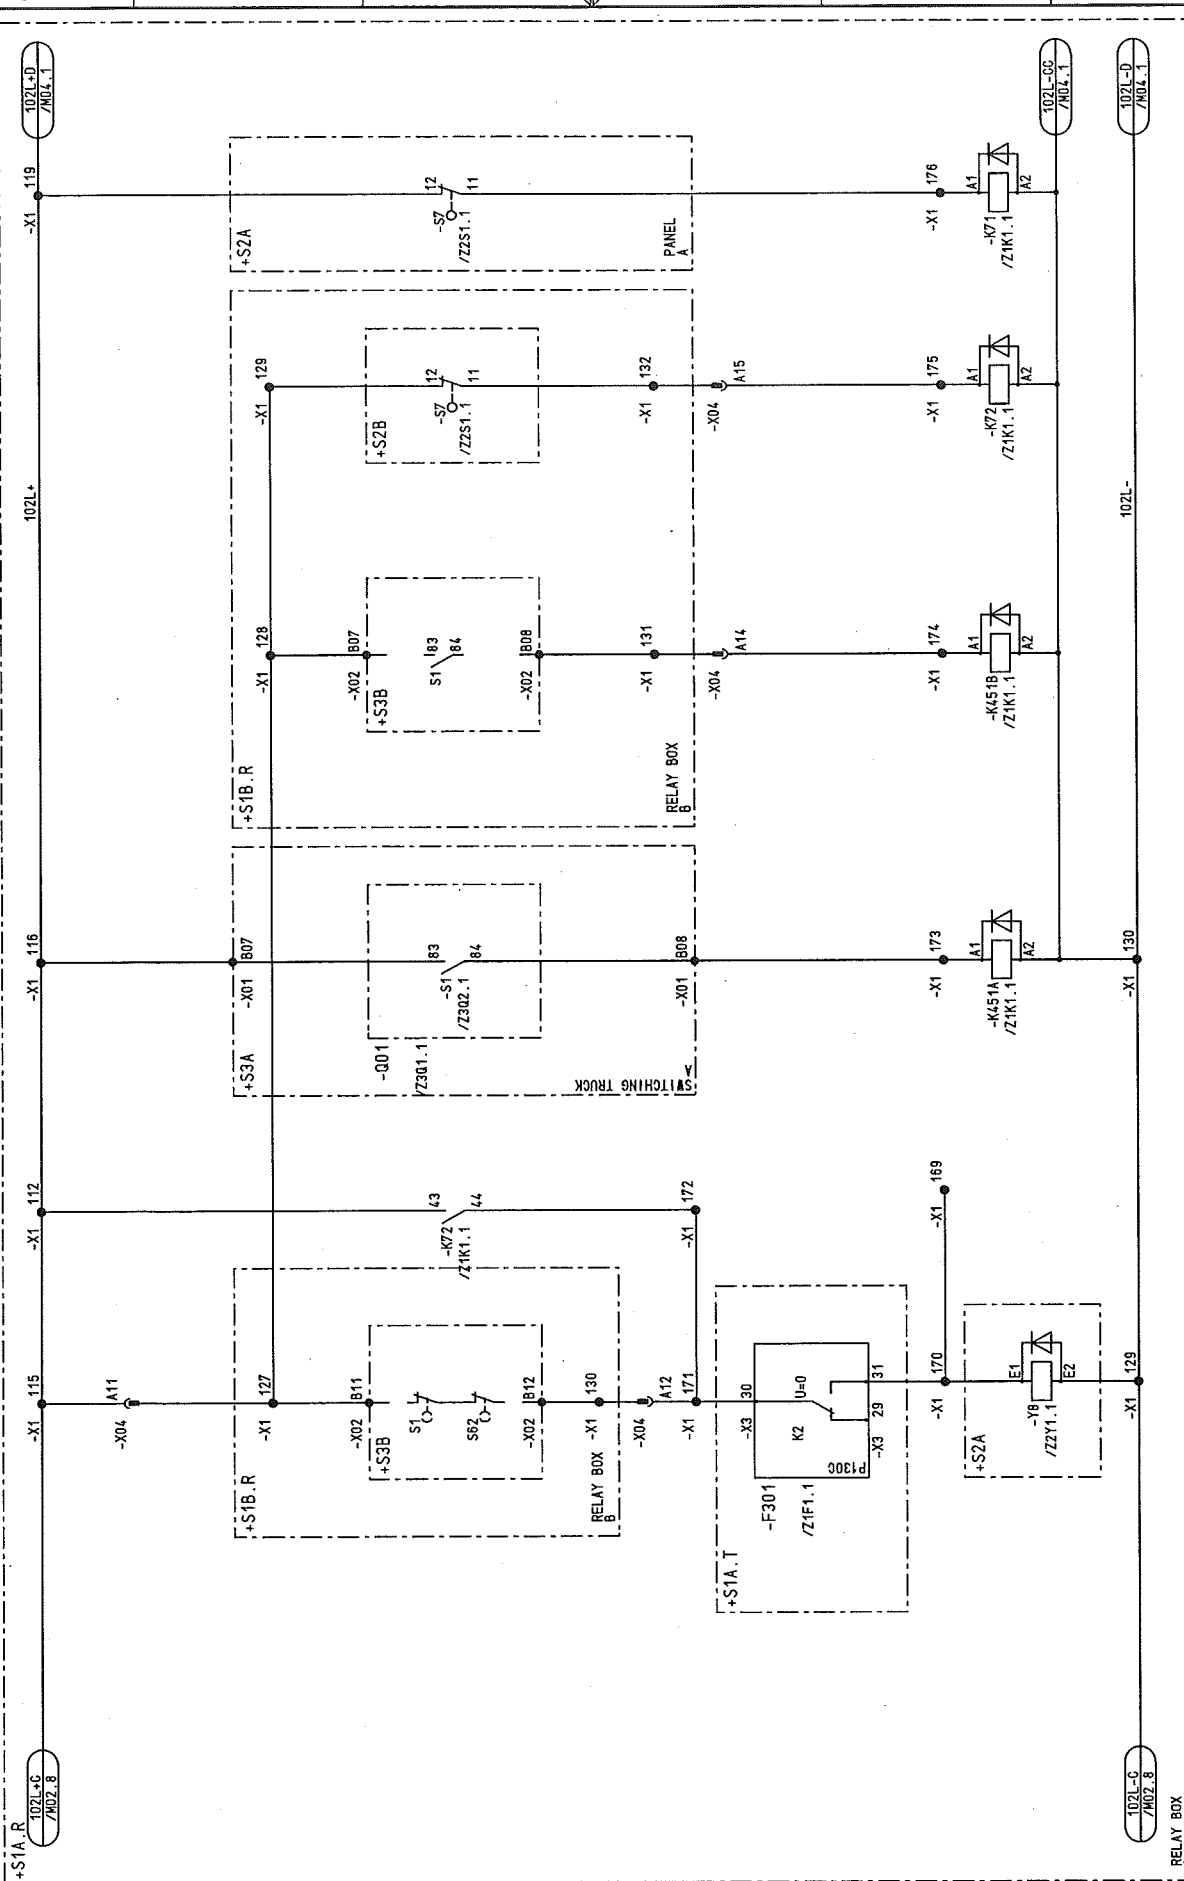 +S1A.R
102L+C
/M02.8
102L+
102L+D
/M04.1
-X1
115
-X1
112
-X1
116
-X1
119
-X04
A11
+S1B.R
-X1
127
-X02
B11
+S3B
S1
S62
-X02
B12
-X1
130
RELAY BOX
B
-X04
A12
-X1
171
-K72
/Z1K1.1
43
44
-X1
172
+S1A.T
-F301
/Z1F1.1
-X3
30
K2
U=0
P130C
-X3
29
31
-X1
170
-X1
169
+S2A
-Y8
/Z2Y1.1
E1
E2
-X1
129
+S3A
-X01
B07
-Q01
/Z3Q1.1
-S1
/Z3Q2.1
83
84
-X01
B08
SWITCHING TRUCK
A
-X1
173
-K451A
/Z1K1.1
A1
A2
-X1
130
+S1B.R
-X1
128
-X02
B07
+S3B
S1
83
84
-X02
B08
-X1
131
RELAY BOX
B
-X04
A14
-X1
174
-K451B
/Z1K1.1
A1
A2
-X1
129
+S2B
-S7
/Z2S1.1
12
11
-X1
132
-X04
A15
-X1
175
-K72
/Z1K1.1
A1
A2
+S2A
-S7
/Z2S1.1
12
11
PANEL
A
-X1
176
-K71
/Z1K1.1
A1
A2
102L-CC
/M04.1
102L-C
/M02.8
102L-
102L-D
/M04.1
RELAY BOX